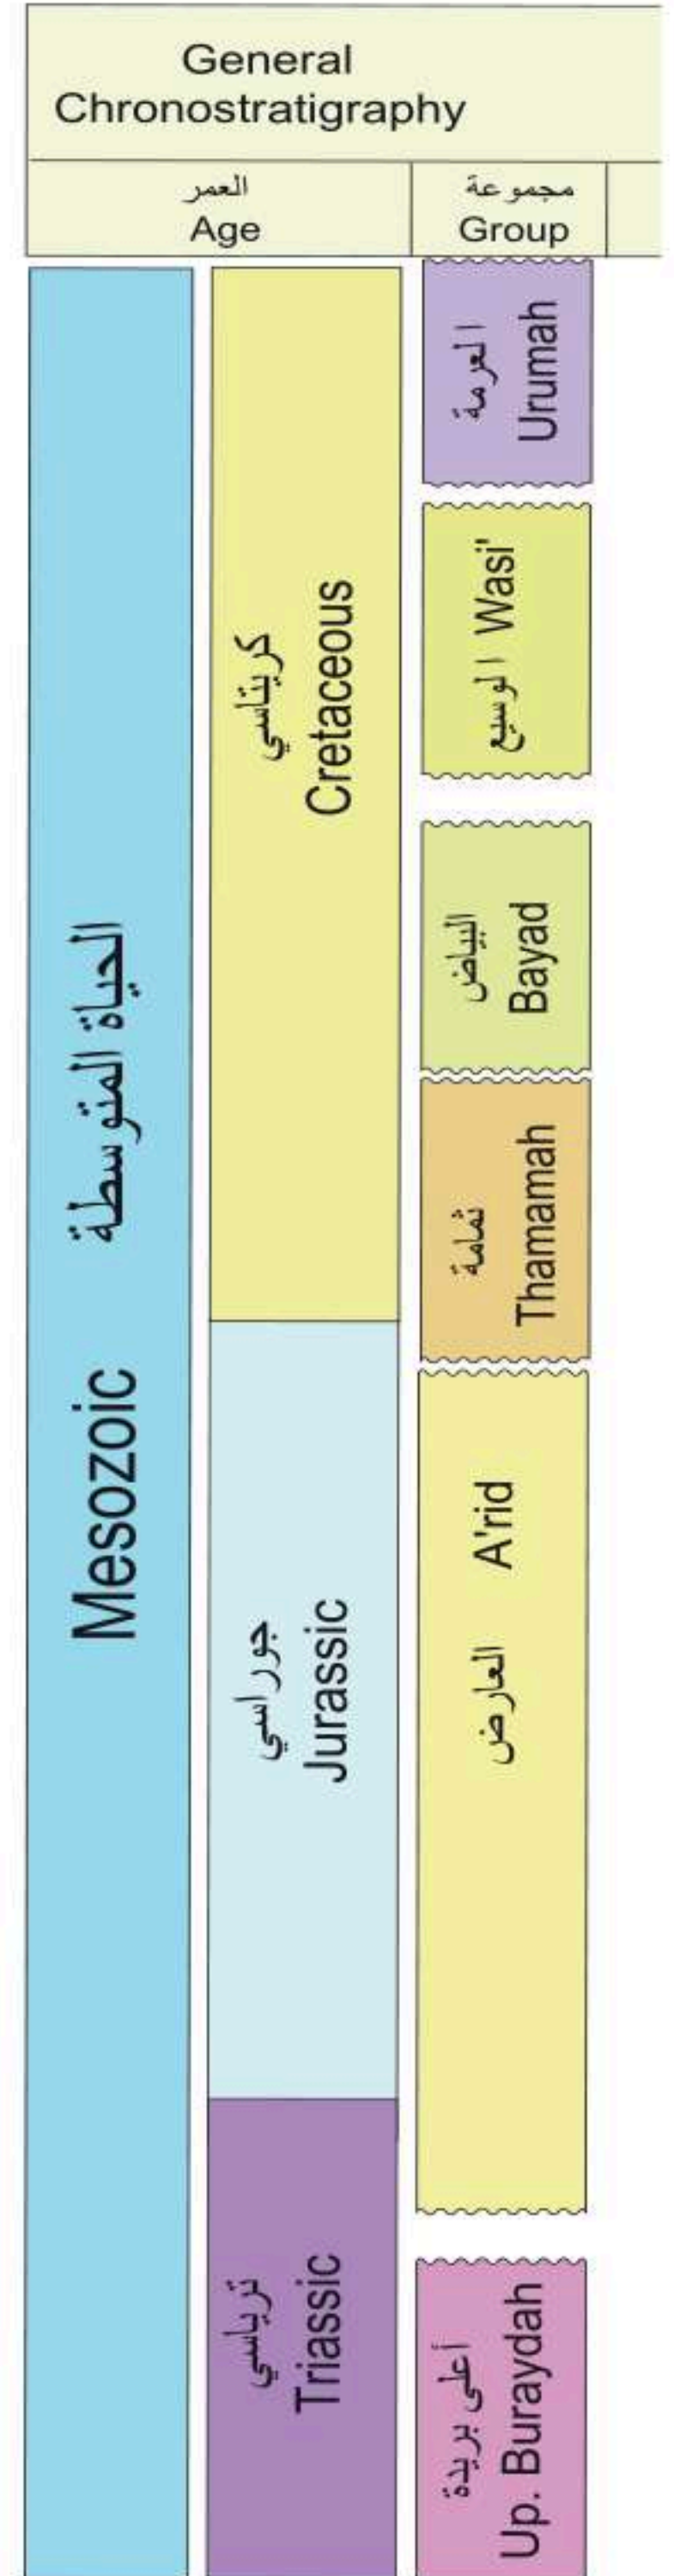 General
Chronostratigraphy
العمر
Age
مجموعة
Group
الحياة المتوسطة
Mesozoic
كريتاسي
Cretaceous
جوراسي
Jurassic
ترياسي
Triassic
العرمة
Urumah
الوسيع Wasi'
البياض
Bayad
ثمامة
Thamamah
العارض A'rid
أعلى بريدة
Up. Buraydah